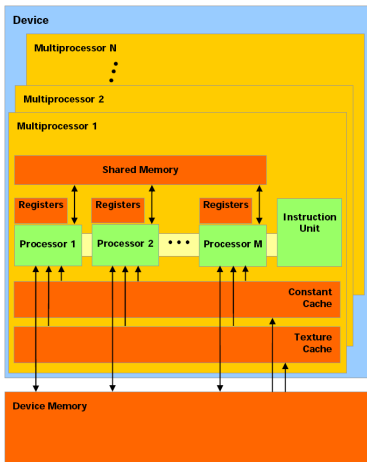 Device
Multiprocessor N
Multiprocessor 2
Multiprocessor 1
Shared Memory
Registers
Registers
Registers
Processor 1
Processor 2
Processor M
Instruction
Unit
Constant
Cache
Texture
Cache
Device Memory